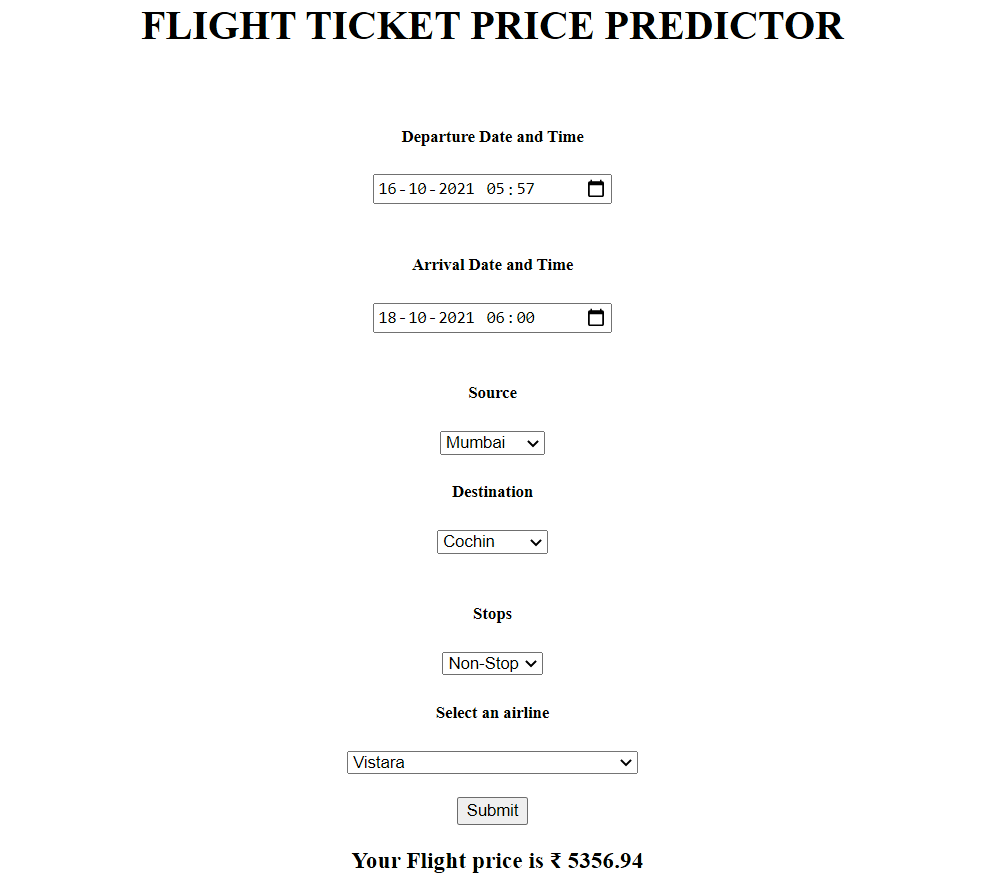 FLIGHT TICKET PRICE PREDICTOR
Departure Date and Time
16-10-2021 05:57
Arrival Date and Time
18-10-2021 06:00
Source
Mumbai
Destination
Cochin
Stops
Non-Stop
Select an airline
Vistara
Submit
Your Flight price is ₹ 5356.94